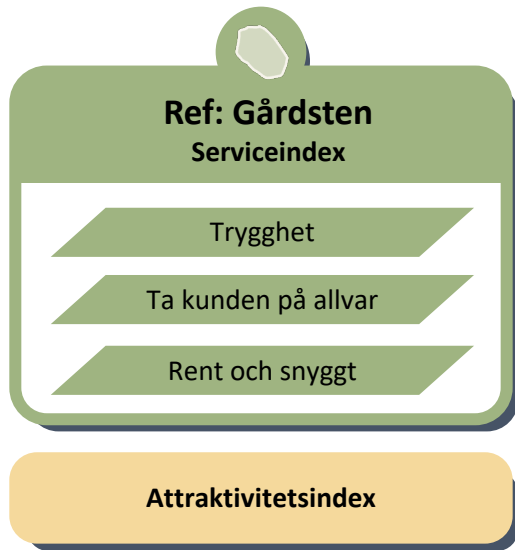 Ref: Gårdsten
Serviceindex
Trygghet
Ta kunden på allvar
Rent och snyggt
Attraktivitetsindex